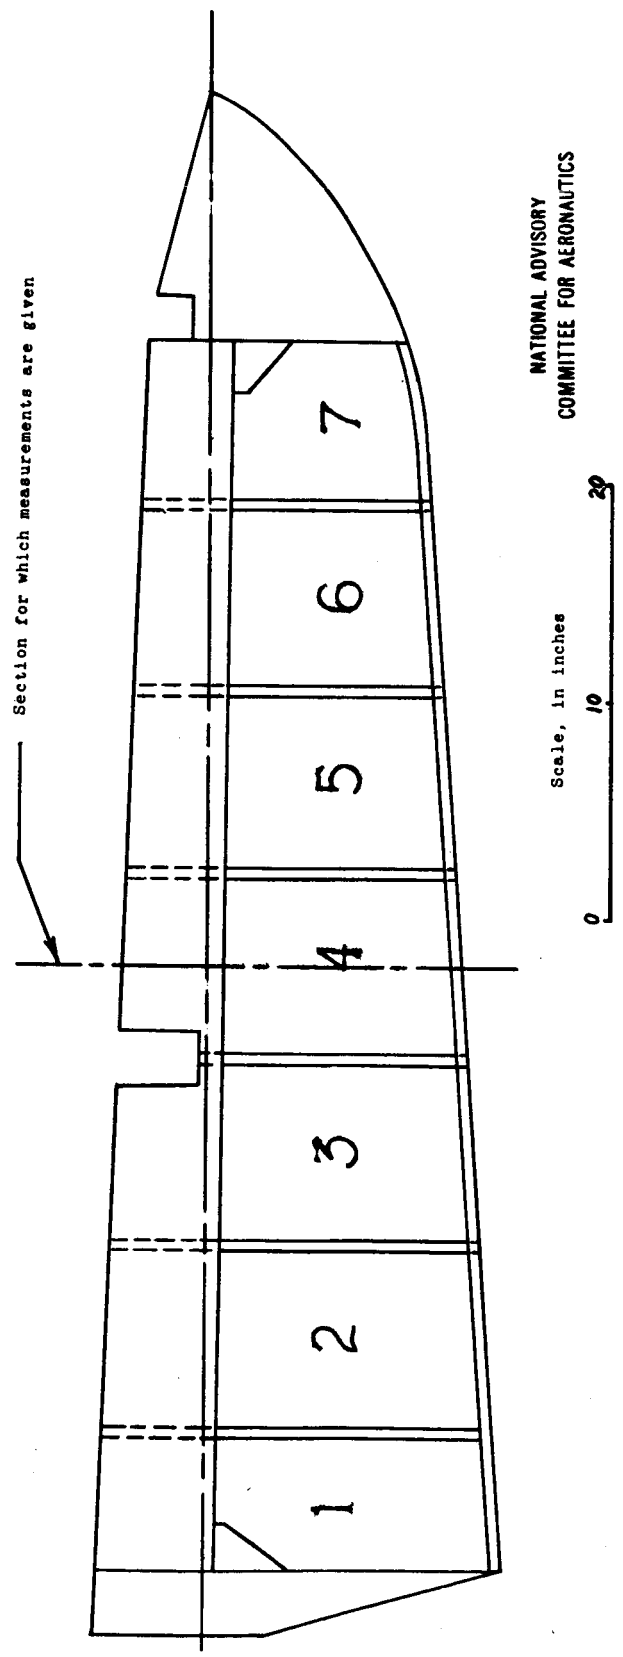 Section for which measurements are given
7
6
5
4
3
2
1
NATIONAL ADVISORY
COMMITTEE FOR AERONAUTICS
Scale, in inches
0 10 20